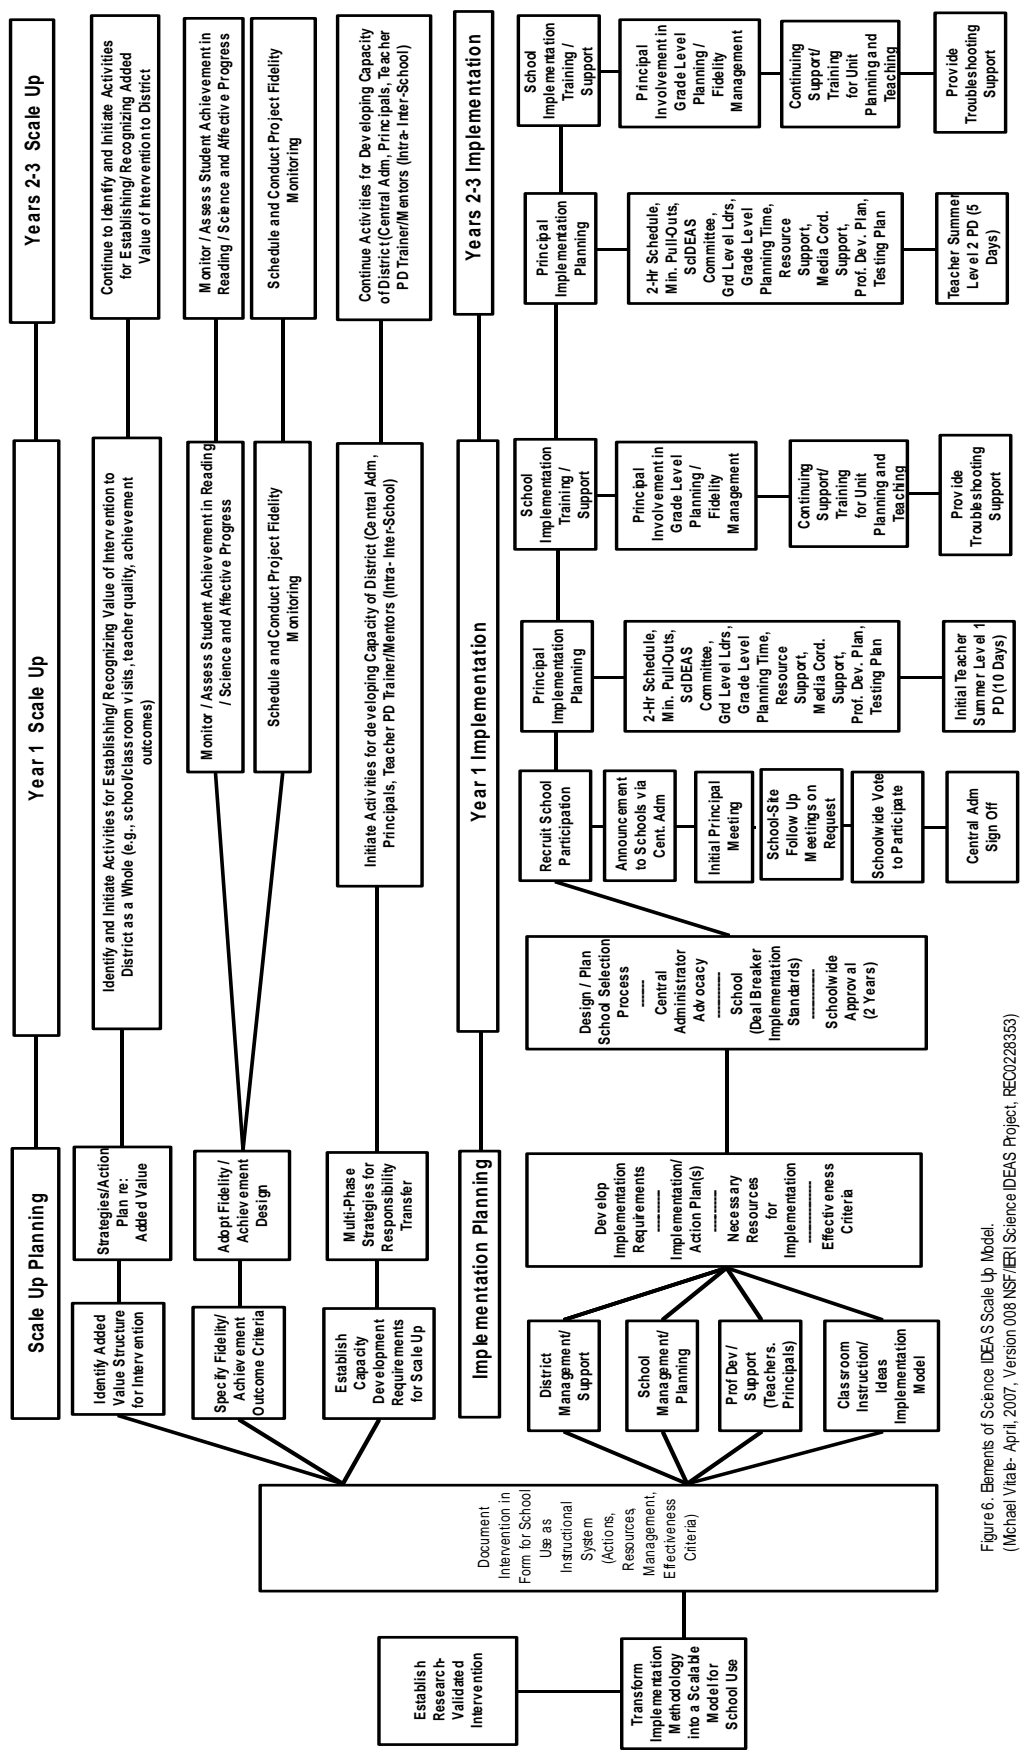 Scale Up Planning
Year 1 Scale Up
Years 2-3 Scale Up
Identify Added
Value Structure
for Intervention
Strategies/Action
Plan re:
Added Value
Identify and Initiate Activities for Establishing/ Recognizing Value of Intervention to
District as a Whole (e.g., school/classroom visits, teacher quality, achievement
outcomes)
Continue to Identify and Initiate Activities
for Establishing/ Recognizing Added
Value of Intervention to District
Specify Fidelity/
Achievement
Outcome Criteria
Adopt Fidelity /
Achievement
Design
Monitor / Assess Student Achievement in Reading
/ Science and Affective Progress
Monitor / Assess Student Achievement in
Reading / Science and Affective Progress
Schedule and Conduct Project Fidelity
Monitoring
Schedule and Conduct Project Fidelity
Monitoring
Establish
Capacity
Development
Requirements
for Scale Up
Multi-Phase
Strategies for
Responsibility
Transfer
Initiate Activities for developing Capacity of District (Central Adm,
Principals, Teacher PD Trainer/Mentors (Intra- Inter-School)
Continue Activities for Developing Capacity
of District (Central Adm, Principals, Teacher
PD Trainer/Mentors (Intra- Inter-School)
Establish
Research-
Validated
Intervention
Transform
Implementation
Methodology
into a Scalable
Model for
School Use
Document
Intervention in
Form for School
Use as
Instructional
System
(Actions,
Resources,
Management,
Effectiveness
Criteria)
Implementation Planning
Year 1 Implementation
Years 2-3 Implementation
District
Management/
Support
School
Management/
Planning
Prof Dev /
Support
(Teachers.
Principals)
Classroom
Instruction/
Ideas
Implementation
Model
Develop
Implementation
Requirements
----------
Implementation/
Action Plan(s)
----------
Necessary
Resources
for
Implementation
----------
Effectiveness
Criteria
Design / Plan
School Selection
Process
--------
Central
Administrator
Advocacy
--------
School
(Deal Breaker
Implementation
Standards)
--------
Schoolwide
Approval
(2 Years)
Recruit School
Participation
Announcement
to Schools via
Cent. Adm
Initial Principal
Meeting
School-Site
Follow Up
Meetings on
Request
Schoolwide Vote
to Participate
Central Adm
Sign Off
Principal
Implementation
Planning
2-Hr Schedule,
Min. Pull-Outs,
SciDEAS
Committee,
Grd Level Ldrs,
Grade Level
Planning Time,
Resource
Support,
Media Cord.
Support,
Prof. Dev. Plan,
Testing Plan
Initial Teacher
Summer Level 1
PD (10 Days)
School
Implementation
Training /
Support
Principal
Involvement in
Grade Level
Planning /
Fidelity
Management
Continuing
Support/
Training
for Unit
Planning and
Teaching
Provide
Troubleshooting
Support
Principal
Implementation
Planning
2-Hr Schedule,
Min. Pull-Outs,
SciDEAS
Committee,
Grd Level Ldrs,
Grade Level
Planning Time,
Resource
Support,
Media Cord.
Support,
Prof. Dev. Plan,
Testing Plan
Teacher Summer
Level 2 PD (5
Days)
School
Implementation
Training /
Support
Principal
Involvement in
Grade Level
Planning /
Fidelity
Management
Continuing
Support/
Training
for Unit
Planning and
Teaching
Provide
Troubleshooting
Support
Figure 6. Elements of Science IDEAS Scale Up Model.
(Michael Vitale- April, 2007, Version 008 NSF/IERI Science IDEAS Project, REC0228353)